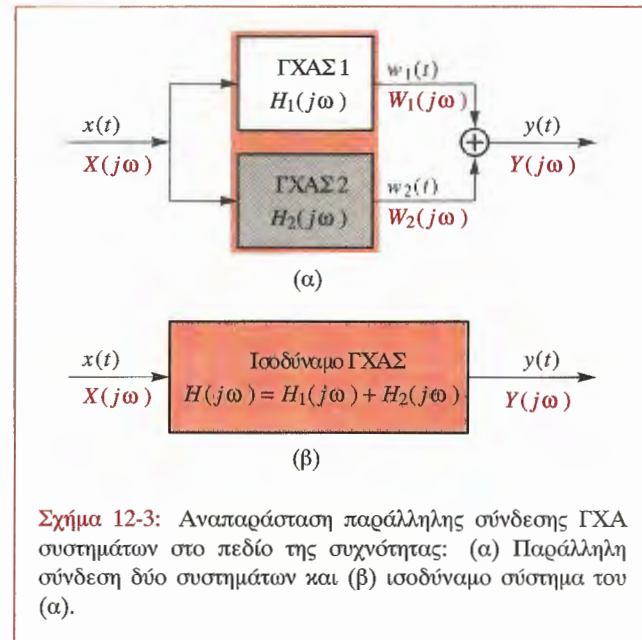 ΓΧΑΣ 1
H₁(jω)
w₁(t)
W₁(jω)
x(t)
X(jω)
y(t)
Y(jω)
ΓΧΑΣ 2
H₂(jω)
w₂(t)
W₂(jω)
(α)
x(t)
X(jω)
Ισοδύναμο ΓΧΑΣ
H(jω) = H₁(jω) + H₂(jω)
y(t)
Y(jω)
(β)
Σχήμα 12-3: Αναπαράσταση παράλληλης σύνδεσης ΓΧΑ
συστημάτων στο πεδίο της συχνότητας: (α) Παράλληλη
σύνδεση δύο συστημάτων και (β) ισοδύναμο σύστημα του
(α).